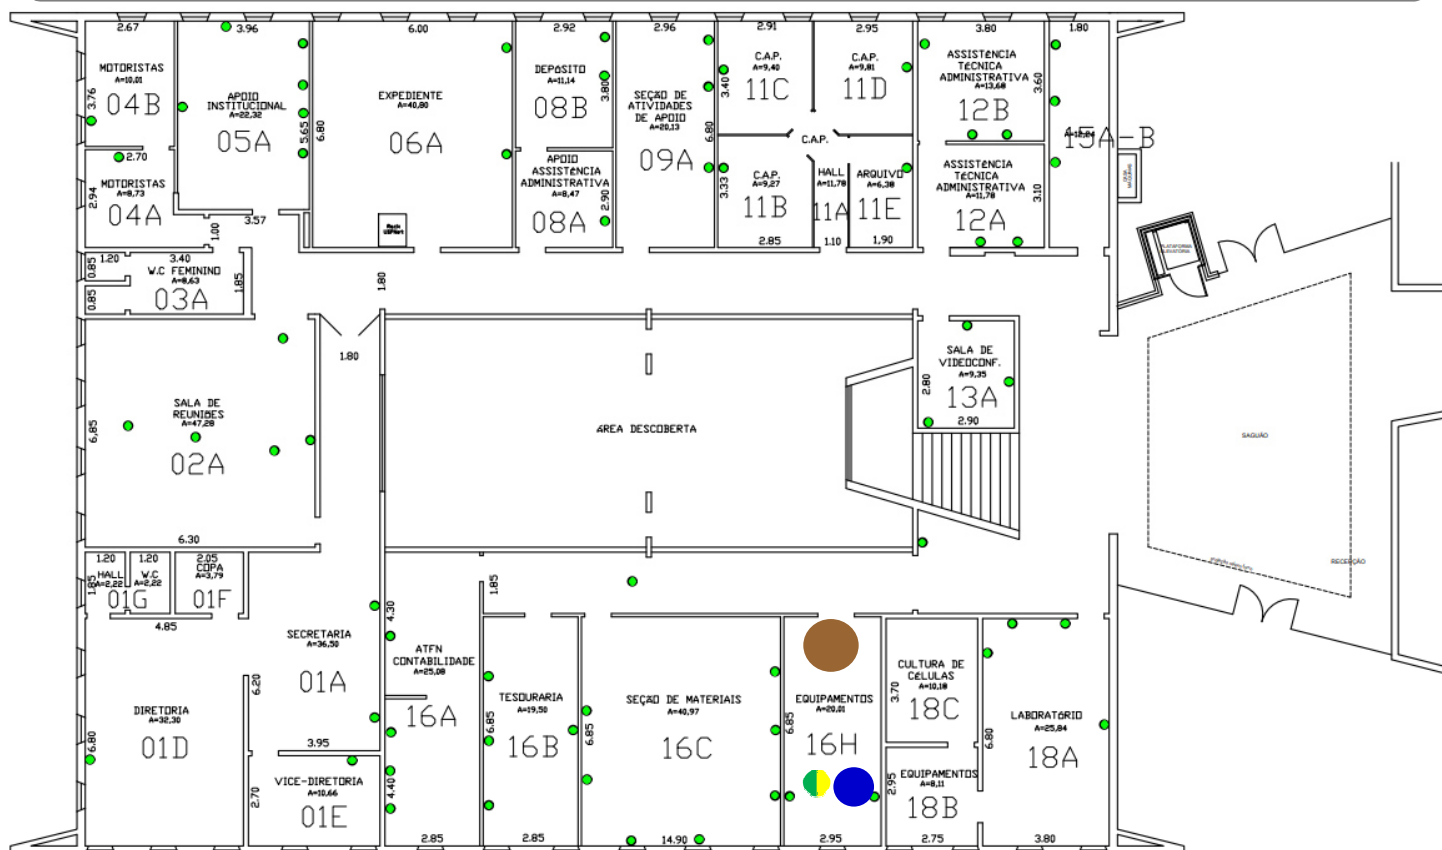 2.67
MOTORISTAS
A=10,01
04B
3.76
2.70
MOTORISTAS
A=8,73
04A
2.94
3.96
APOIO
INSTITUCIONAL
A=22,32
05A
5.65
3.57
1.00
6.00
EXPEDIENTE
A=40,80
06A
6.80
Rack
USPNet
2.92
DEPóSITO
A=11,14
08B
3.80
APOIO
ASSISTêNCIA
ADMINISTRATIVA
A=8,47
08A
2.90
2.96
SEÇÃO DE
ATIVIDADES
DE APOIO
A=20,13
09A
6.80
2.91
C.A.P.
A=9,40
11C
3.40
2.95
C.A.P.
A=9,81
11D
C.A.P.
C.A.P.
A=9,27
11B
3.33
2.85
HALL
A=11,78
11A
1.10
ARQUIVO
A=6,38
11E
1,90
3.80
ASSISTêNCIA
TéCNICA
ADMINISTRATIVA
A=13,68
12B
3.60
ASSISTêNCIA
TéCNICA
ADMINISTRATIVA
A=11,78
12A
3.10
1.80
15A-B
CASA
MÁQUINAS
PLATAFORMA
ELEVATÓRIA
1.20
0.85
0.85
3.40
W.C FEMININO
A=8,63
03A
1.85
1.80
1.80
SALA DE
REUNIÕES
A=47,28
02A
6,85
6.30
ÁREA DESCOBERTA
SALA DE
VIDEOCONF.
A=9,35
13A
2.80
2.90
SAGUÃO
RECEPÇÃO
1.20
HALL
A=2,22
01G
1.85
1.20
W.C
A=2,22
2.05
COPA
A=3,79
01F
4.85
DIRETORIA
A=32,30
01D
6.80
SECRETARIA
A=36,50
01A
6.20
3.95
VICE-DIRETORIA
A=10,66
01E
2.70
4.30
ATFN
CONTABILIDADE
A=25,08
16A
4.40
2.85
1.85
TESOURARIA
A=19,50
16B
6.85
2.85
SEÇÃO DE MATERIAIS
A=40,97
16C
6.85
14.90
EQUIPAMENTOS
A=20,01
16H
6.85
2.95
CULTURA DE
CéLULAS
A=10,18
18C
3.70
EQUIPAMENTOS
A=8,11
18B
2.95
2.75
LABORATóRIO
A=25,84
18A
6.80
3.80